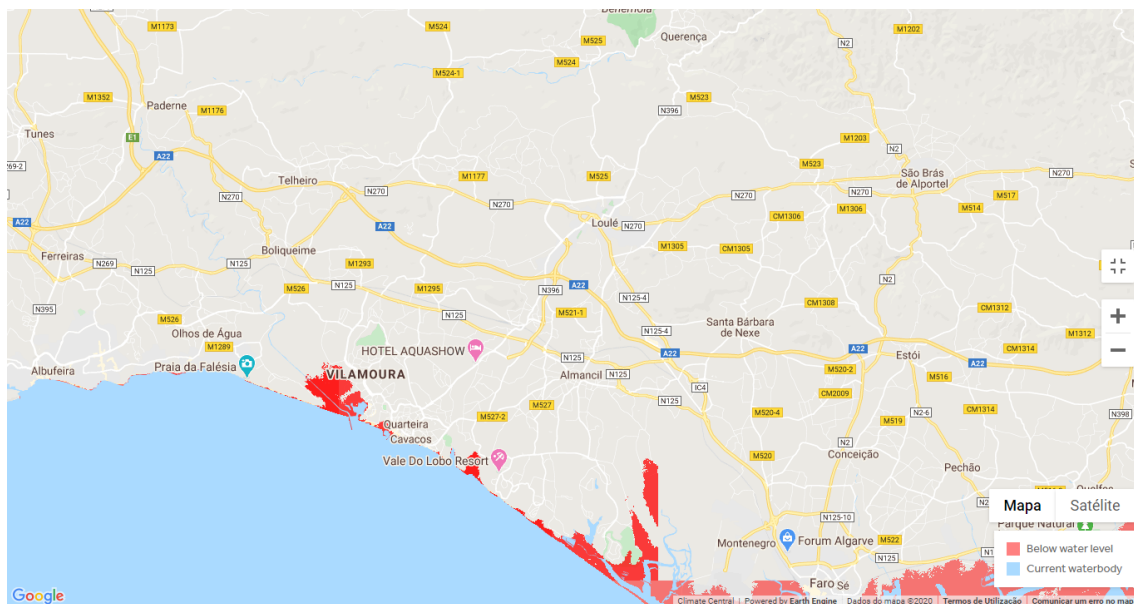 Benémola
M1173
M524
M1202
Querença
M525
N2
M524
M524-1
M1352
Paderne
M523
M1176
N396
Tunes
E1
M1203
N2
A22
M523
269-2
São Brás
de Alportel
N270
Telheiro
M1177
M525
N270
N270
N270
M517
N270
N270
M1306
M514
CM1306
A22
Loulé
N270
A22
M1305
CM1305
Boliqueime
Ferreiras
N269
N125
N125
M1293
N2
M526
N125
M1295
N396
A22
N125-4
CM1308
CM1312
N395
M526
N125
M521-1
Santa Bárbara
de Nexe
Olhos de Água
N125-4
M1312
M1289
HOTEL AQUASHOW
A22
A22
Estói
CM1314
Praia da Falésia
N125
A22
Albufeira
VILAMOURA
Almancil
N125
M520-2
M516
IC4
CM2009
N125
M527
M527-2
M520-4
N2-6
CM1314
N398
Quarteira
M519
Cavacos
N2
M520
Conceição
Vale Do Lobo Resort
Pechão
Mapa
Satélite
N125-10
Parque Natural
Montenegro
Forum Algarve
M522
Below water level
Current waterbody
Faro
Sé
Google
Climate Central
Powered by Earth Engine
Dados do mapa ©2020
Termos de Utilização
Comunicar um erro no map